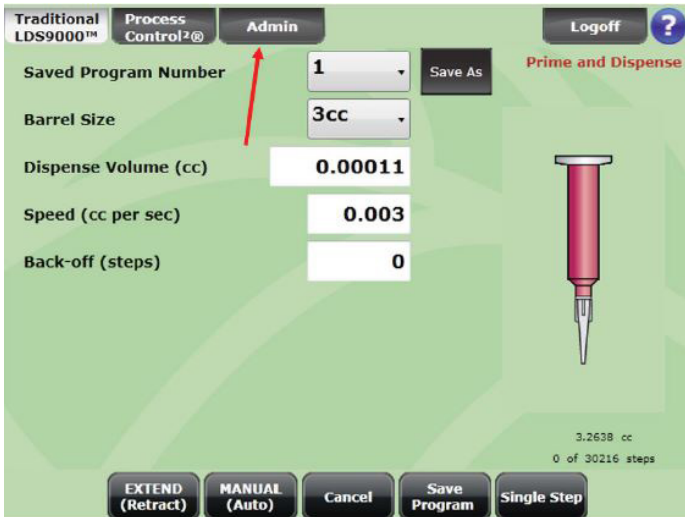 Traditional
LDS9000™
Process
Control²®
Admin
Logoff
?
Saved Program Number
1
Save As
Prime and Dispense
Barrel Size
3cc
Dispense Volume (cc)
0.00011
Speed (cc per sec)
0.003
Back-off (steps)
0
3.2638 cc
0 of 30216 steps
EXTEND
(Retract)
MANUAL
(Auto)
Cancel
Save
Program
Single Step